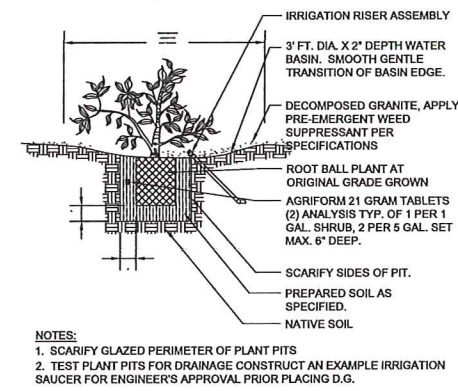 IRRIGATION RISER ASSEMBLY
3' FT. DIA. X 2" DEPTH WATER
BASIN. SMOOTH GENTLE
TRANSITION OF BASIN EDGE.
DECOMPOSED GRANITE, APPLY
PRE-EMERGENT WEED
SUPPRESSANT PER
SPECIFICATIONS
ROOT BALL PLANT AT
ORIGINAL GRADE GROWN
AGRIFORM 21 GRAM TABLETS
(2) ANALYSIS TYP. OF 1 PER 1
GAL. SHRUB, 2 PER 5 GAL. SET
MAX. 6" DEEP.
SCARIFY SIDES OF PIT.
PREPARED SOIL AS
SPECIFIED.
NATIVE SOIL
NOTES:
1. SCARIFY GLAZED PERIMETER OF PLANT PITS
2. TEST PLANT PITS FOR DRAINAGE CONSTRUCT AN EXAMPLE IRRIGATION
SAUCER FOR ENGINEER'S APPROVAL PRIOR PLACING D.G.